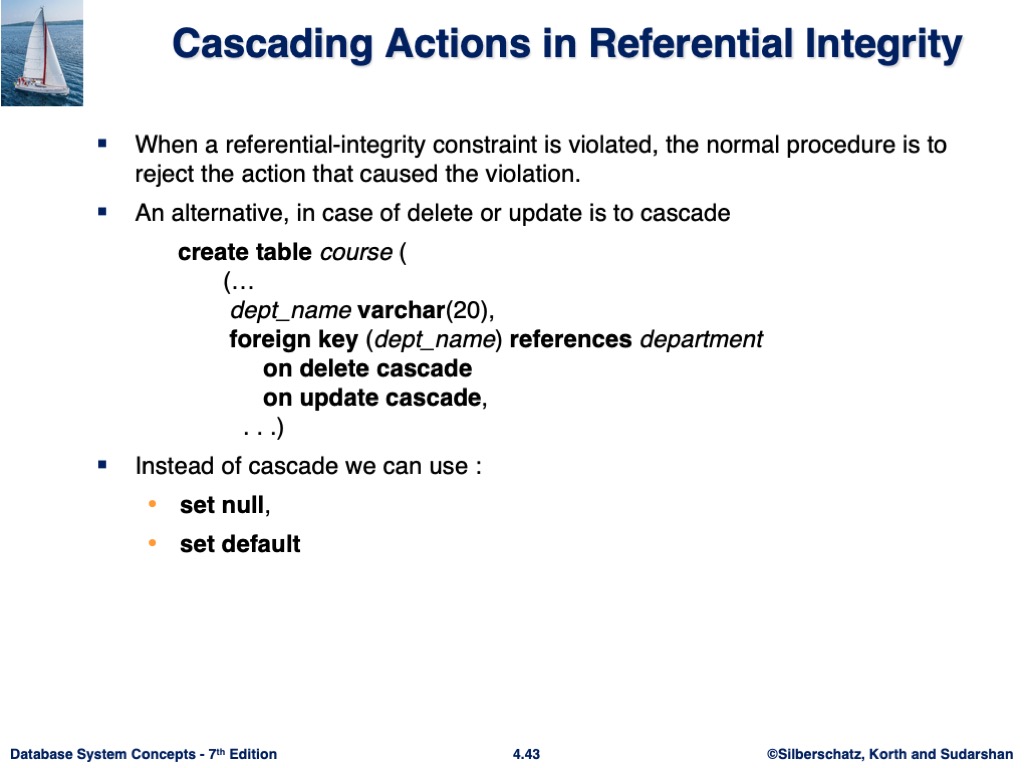 Cascading Actions in Referential Integrity
▪ When a referential-integrity constraint is violated, the normal procedure is to
reject the action that caused the violation.
▪ An alternative, in case of delete or update is to cascade
create table course (
(…
dept_name varchar(20),
foreign key (dept_name) references department
on delete cascade
on update cascade,
. . .)
▪ Instead of cascade we can use :
• set null,
• set default
Database System Concepts - 7th Edition
4.43
©Silberschatz, Korth and Sudarshan